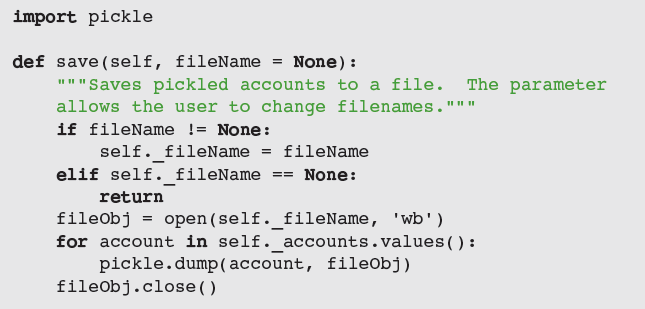 import pickle

def save(self, fileName = None):
    """Saves pickled accounts to a file.  The parameter
    allows the user to change filenames."""
    if fileName != None:
        self._fileName = fileName
    elif self._fileName == None:
        return
    fileObj = open(self._fileName, 'wb')
    for account in self._accounts.values():
        pickle.dump(account, fileObj)
    fileObj.close()